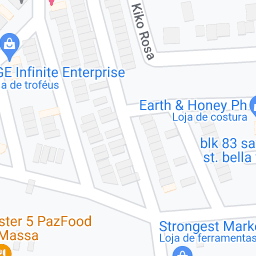 Kiko Rosa
GE Infinite Enterprise
a de troféus
Earth & Honey Ph
Loja de costura
blk 83 sa
st. bella
ster 5 PazFood
Massa
Strongest Marke
Loja de ferramentas